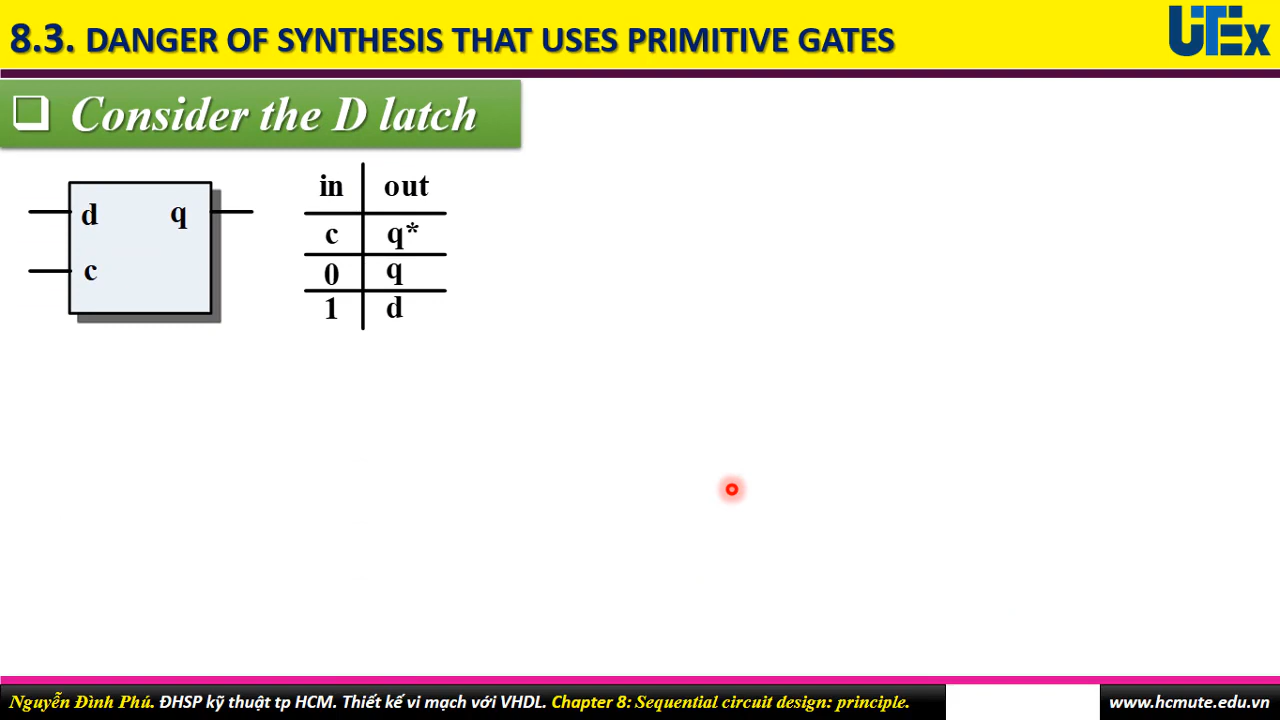 8.3. DANGER OF SYNTHESIS THAT USES PRIMITIVE GATES
UTEx
Consider the D latch
d q
c
in out
c q*
0 q
1 d
Nguyễn Đình Phú. ĐHSP kỹ thuật tp HCM. Thiết kế vi mạch với VHDL. Chapter 8: Sequential circuit design: principle.
www.hcmute.edu.vn